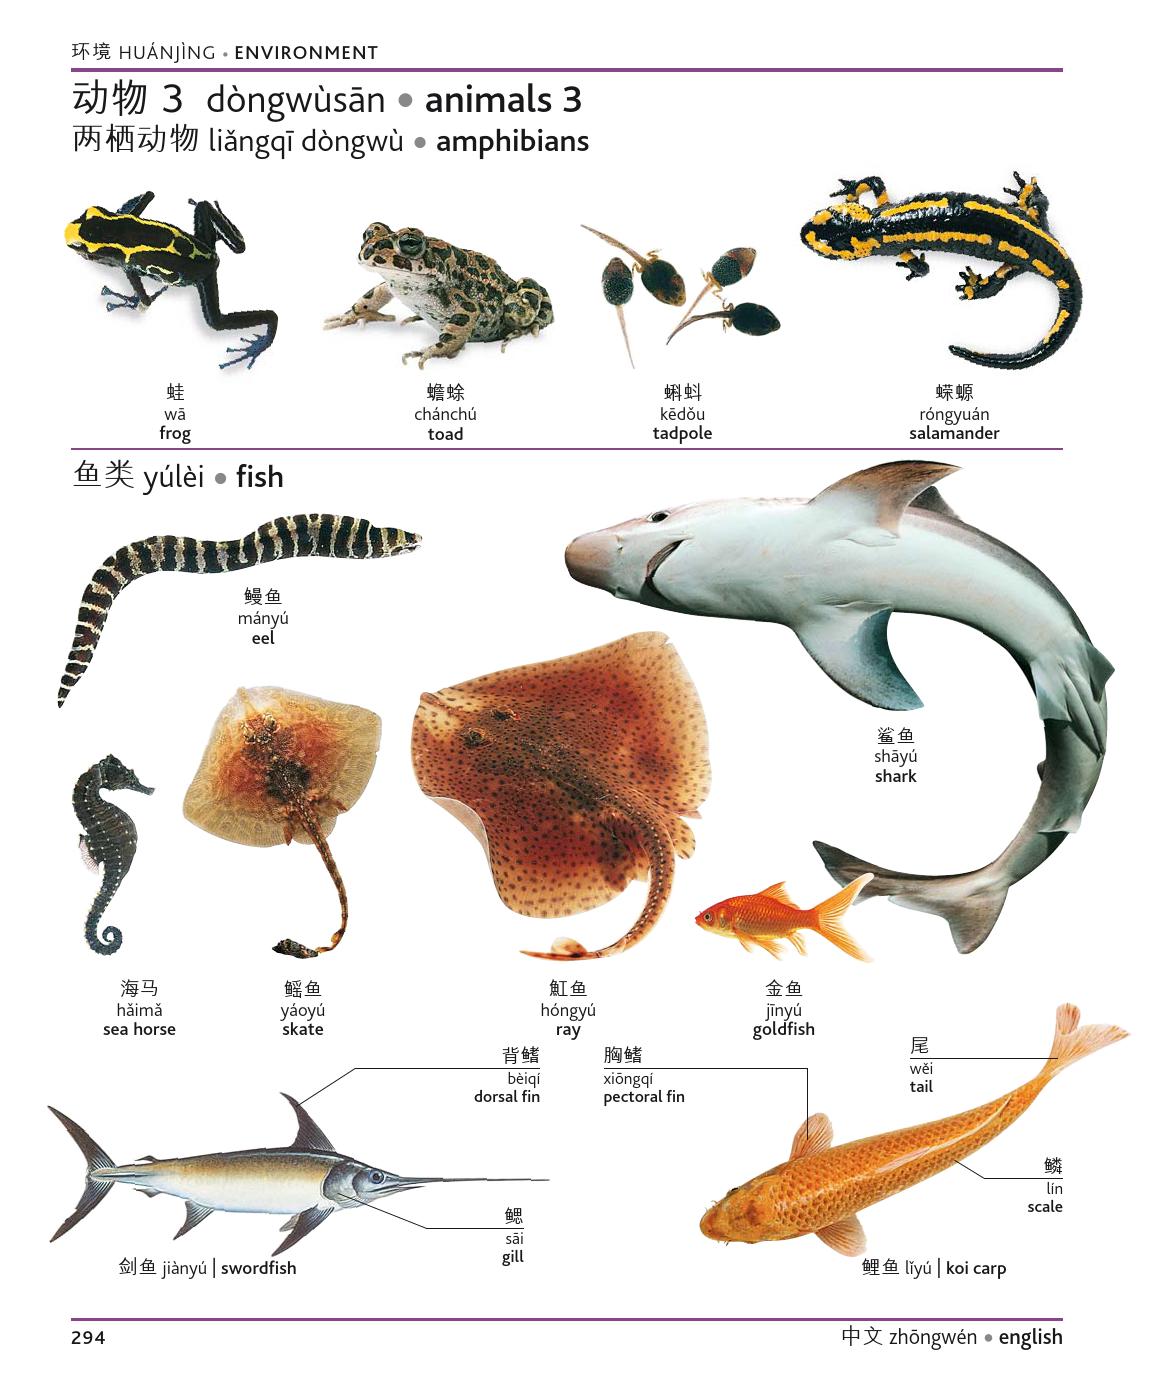 环境 HUÁNJÌNG • ENVIRONMENT
动物 3 dòngwùsān • animals 3
两栖动物 liǎngqī dòngwù • amphibians
蛙
wā
frog
蟾蜍
chánchú
toad
蝌蚪
kēdǒu
tadpole
蝾螈
róngyuán
salamander
鱼类 yúlèi • fish
鳗鱼
mányú
eel
鲨鱼
shāyú
shark
海马
hǎimǎ
sea horse
鳐鱼
yáoyú
skate
魟鱼
hóngyú
ray
金鱼
jīnyú
goldfish
背鳍
bèiqí
dorsal fin
胸鳍
xiōngqí
pectoral fin
尾
wěi
tail
鳞
lín
scale
鳃
sāi
gill
剑鱼 jiànyú | swordfish
鲤鱼 lǐyú | koi carp
294
中文 zhōngwén • english